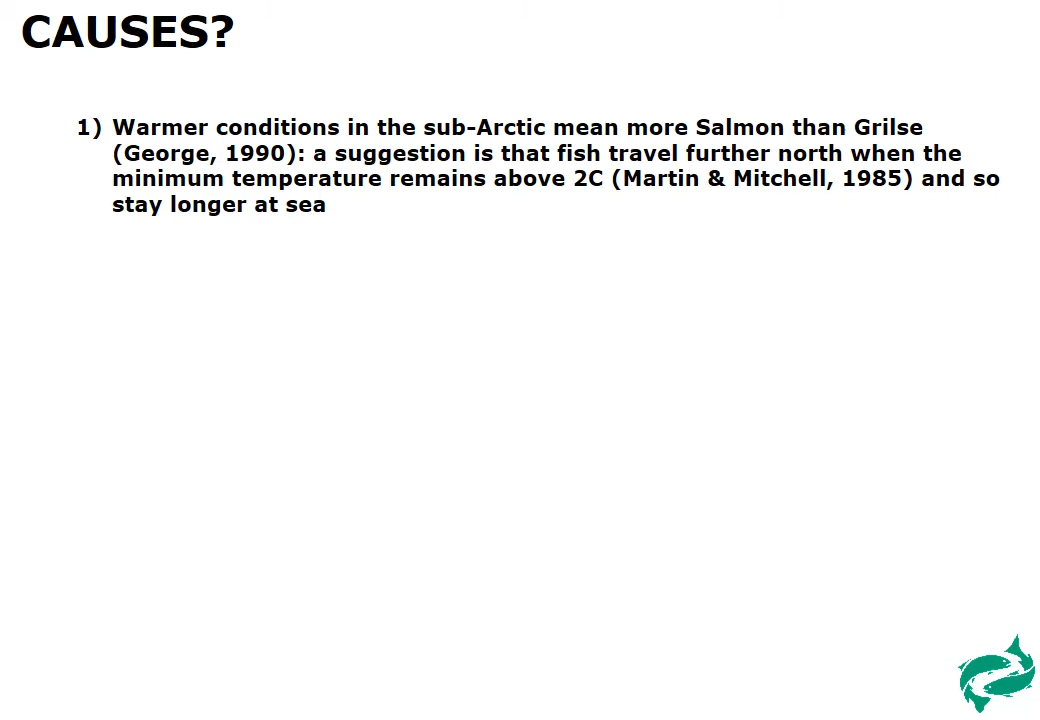 CAUSES?
1) Warmer conditions in the sub-Arctic mean more Salmon than Grilse
(George, 1990): a suggestion is that fish travel further north when the
minimum temperature remains above 2C (Martin & Mitchell, 1985) and so
stay longer at sea